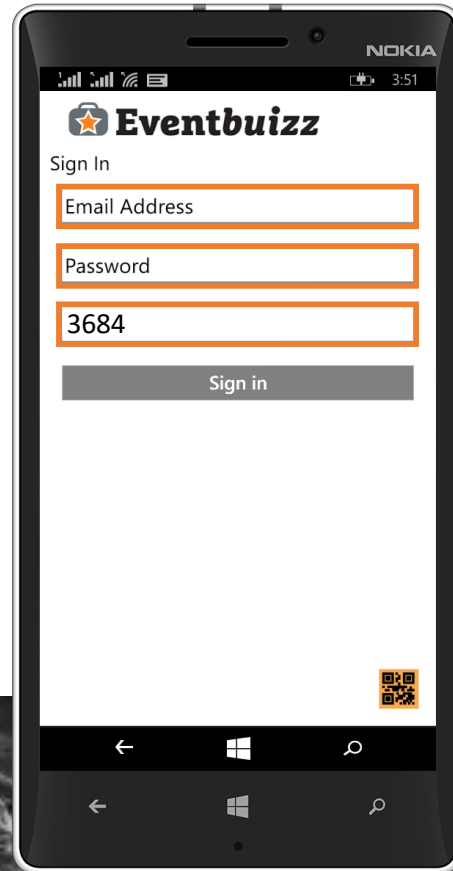 NOKIA
3:51
Eventbuizz
Sign In
Email Address
Password
3684
Sign in